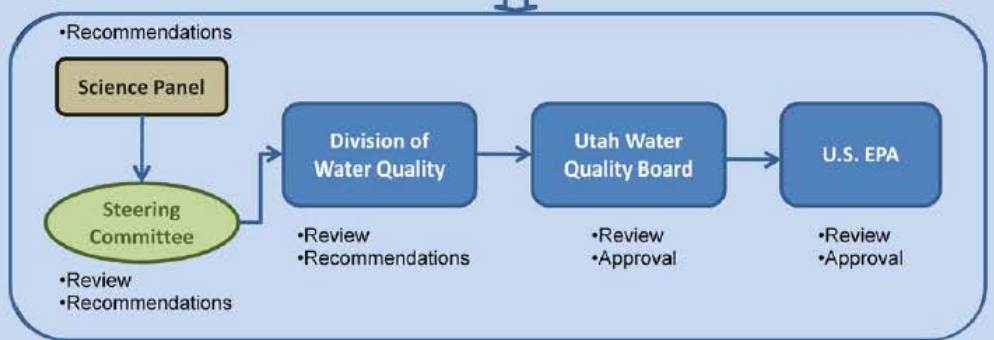 •Recommendations
Science Panel
Steering
Committee
•Review
•Recommendations
Division of
Water Quality
•Review
•Recommendations
Utah Water
Quality Board
•Review
•Approval
U.S. EPA
•Review
•Approval